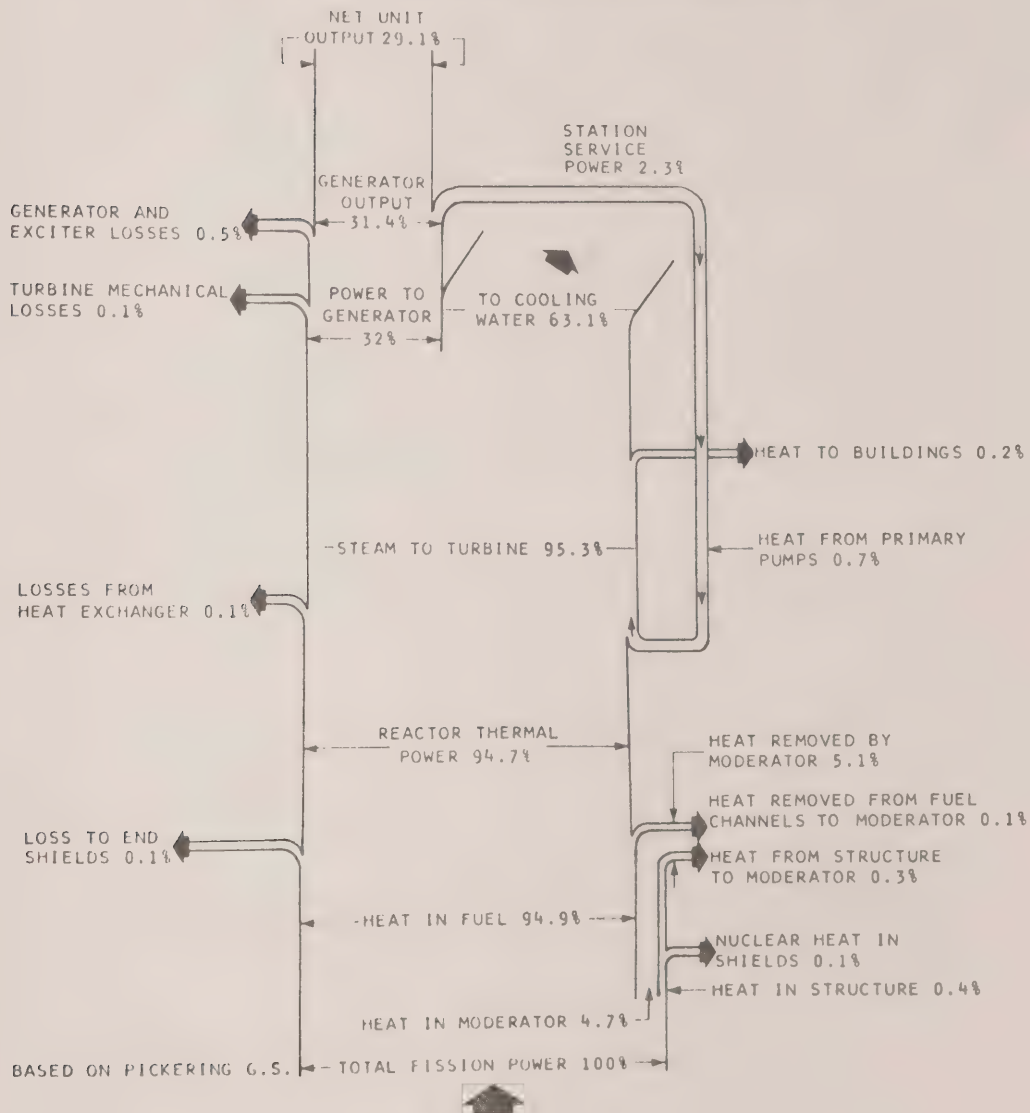 NET UNIT
OUTPUT 29.1%
STATION
SERVICE
POWER 2.3%
GENERATOR
OUTPUT
31.4%
GENERATOR AND
EXCITER LOSSES 0.5%
TURBINE MECHANICAL
LOSSES 0.1%
POWER TO
GENERATOR
32%
TO COOLING
WATER 63.1%
HEAT TO BUILDINGS 0.2%
STEAM TO TURBINE 95.3%
HEAT FROM PRIMARY
PUMPS 0.7%
LOSSES FROM
HEAT EXCHANGER 0.1%
REACTOR THERMAL
POWER 94.7%
HEAT REMOVED BY
MODERATOR 5.1%
HEAT REMOVED FROM FUEL
CHANNELS TO MODERATOR 0.1%
LOSS TO END
SHIELDS 0.1%
HEAT FROM STRUCTURE
TO MODERATOR 0.3%
HEAT IN FUEL 94.9%
NUCLEAR HEAT IN
SHIELDS 0.1%
HEAT IN STRUCTURE 0.4%
HEAT IN MODERATOR 4.7%
BASED ON PICKERING G.S.
TOTAL FISSION POWER 100%